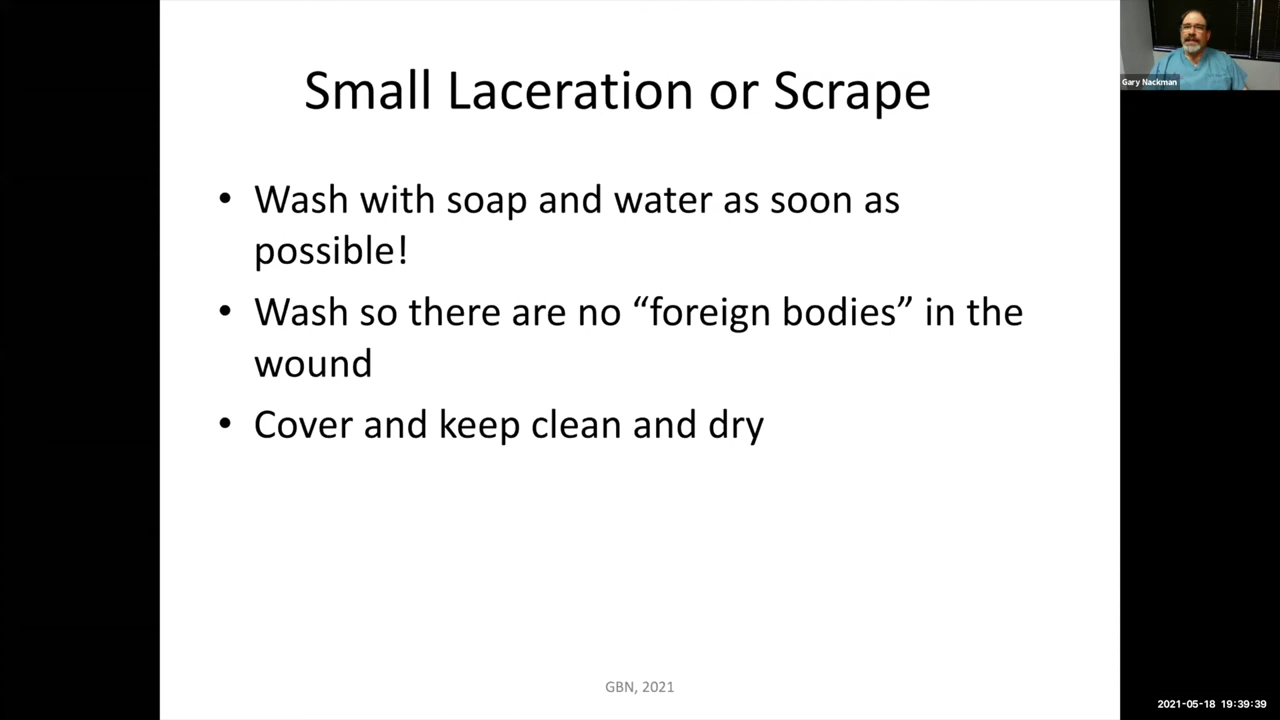 Small Laceration or Scrape
• Wash with soap and water as soon as
possible!
• Wash so there are no “foreign bodies” in the
wound
• Cover and keep clean and dry
GBN, 2021
Gary Nackman
2021-05-18 19:39:39